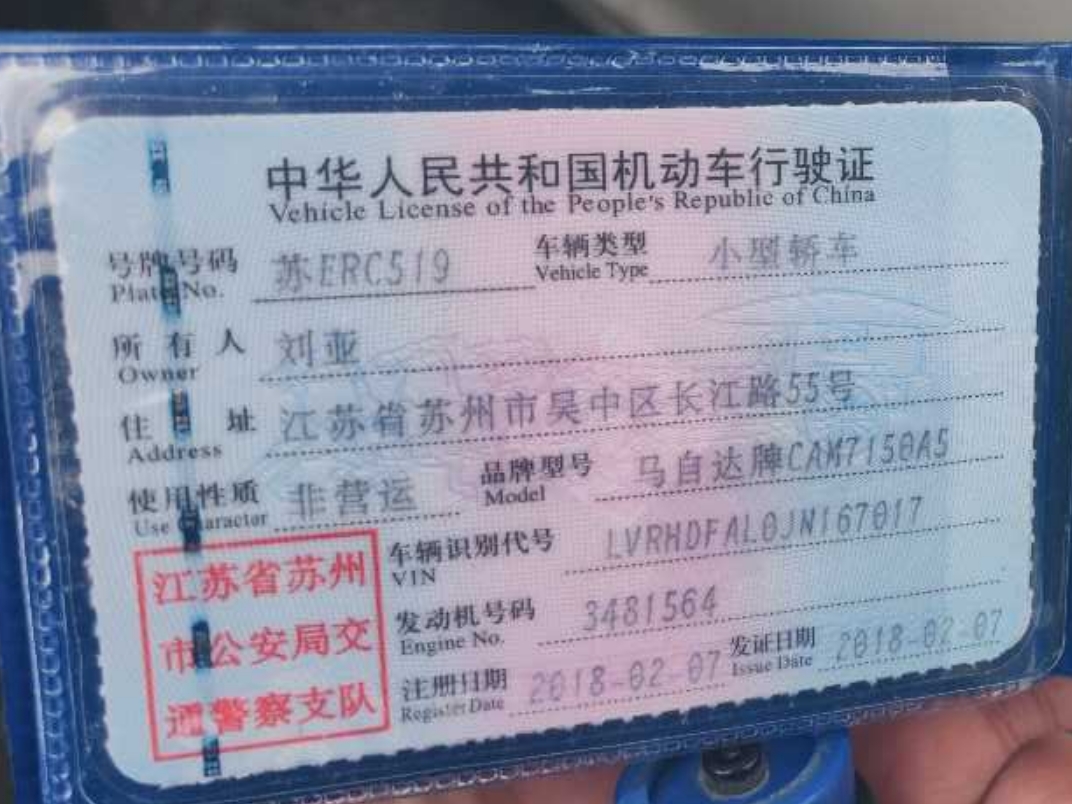 中华人民共和国机动车行驶证
Vehicle License of the People's Republic of China
号牌号码 苏ERC519 车辆类型 小型轿车
Plate No. Vehicle Type
所有人 刘亚
Owner
住址 江苏省苏州市吴中区长江路55号
Address
使用性质 非营运 品牌型号 马自达牌CAM7150A5
Use Character Model
车辆识别代号 LVRHDFAL0JN167017
VIN
发动机号码 3481564
Engine No.
注册日期 2018-02-07 发证日期 2018-02-07
Register Date Issue Date
江苏省苏州
市公安局交
通警察支队